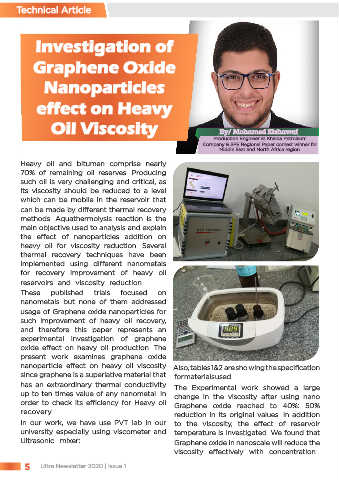 Technical Article
Investigation of
Graphene Oxide
Nanoparticles
effect on Heavy
Oil Viscosity
By/ Mohamed Elshawaf
Production Engineer at Khalda Petroleum
Company & SPE Regional Paper contest winner for
Middle East and North Africa region
Heavy oil and bitumen comprise nearly
70% of remaining oil reserves Producing
such oil is very challenging and critical, as
its viscosity should be reduced to a level
which can be mobile in the reservoir that
can be made by different thermal recovery
methods Aquathermolysis reaction is the
main objective used to analysis and explain
the effect of nanoparticles addition on
heavy oil for viscosity reduction Several
thermal recovery techniques have been
implemented using different nanometals
for recovery improvement of heavy oil
reservoirs and viscosity reduction
These published trials focused on
nanometals but none of them addressed
usage of Graphene oxide nanoparticles for
such improvement of heavy oil recovery,
and therefore this paper represents an
experimental investigation of graphene
oxide effect on heavy oil production The
present work examines graphene oxide
nanoparticle effect on heavy oil viscosity
since graphene is a superlative material that
has an extraordinary thermal conductivity
up to ten times value of any nanometal in
order to check its efficiency for Heavy oil
recovery
In our work, we have use PVT lab in our
university especially using viscometer and
Ultrasonic mixer:
Also, tables 1&2 are showing the specification
for materials used
The Experimental work showed a large
change in the viscosity after using nano
Graphene oxide reached to 40%: 50%
reduction in its original values in addition
to the viscosity, the effect of reservoir
temperature is investigated We found that
Graphene oxide in nanoscale will reduce the
viscosity effectively with concentration
5 Ultra Newsletter 2020 | Issue 1